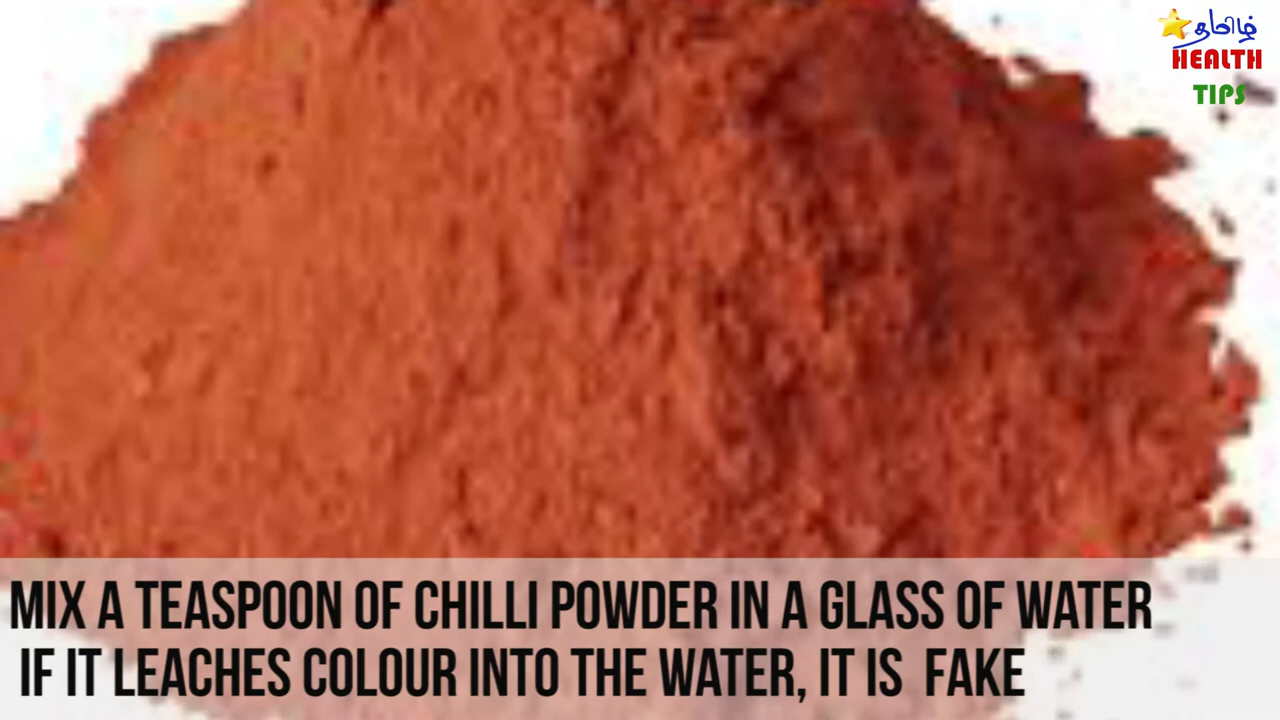 தமிழ்
HEALTH
TIPS
MIX A TEASPOON OF CHILLI POWDER IN A GLASS OF WATER
IF IT LEACHES COLOUR INTO THE WATER, IT IS FAKE